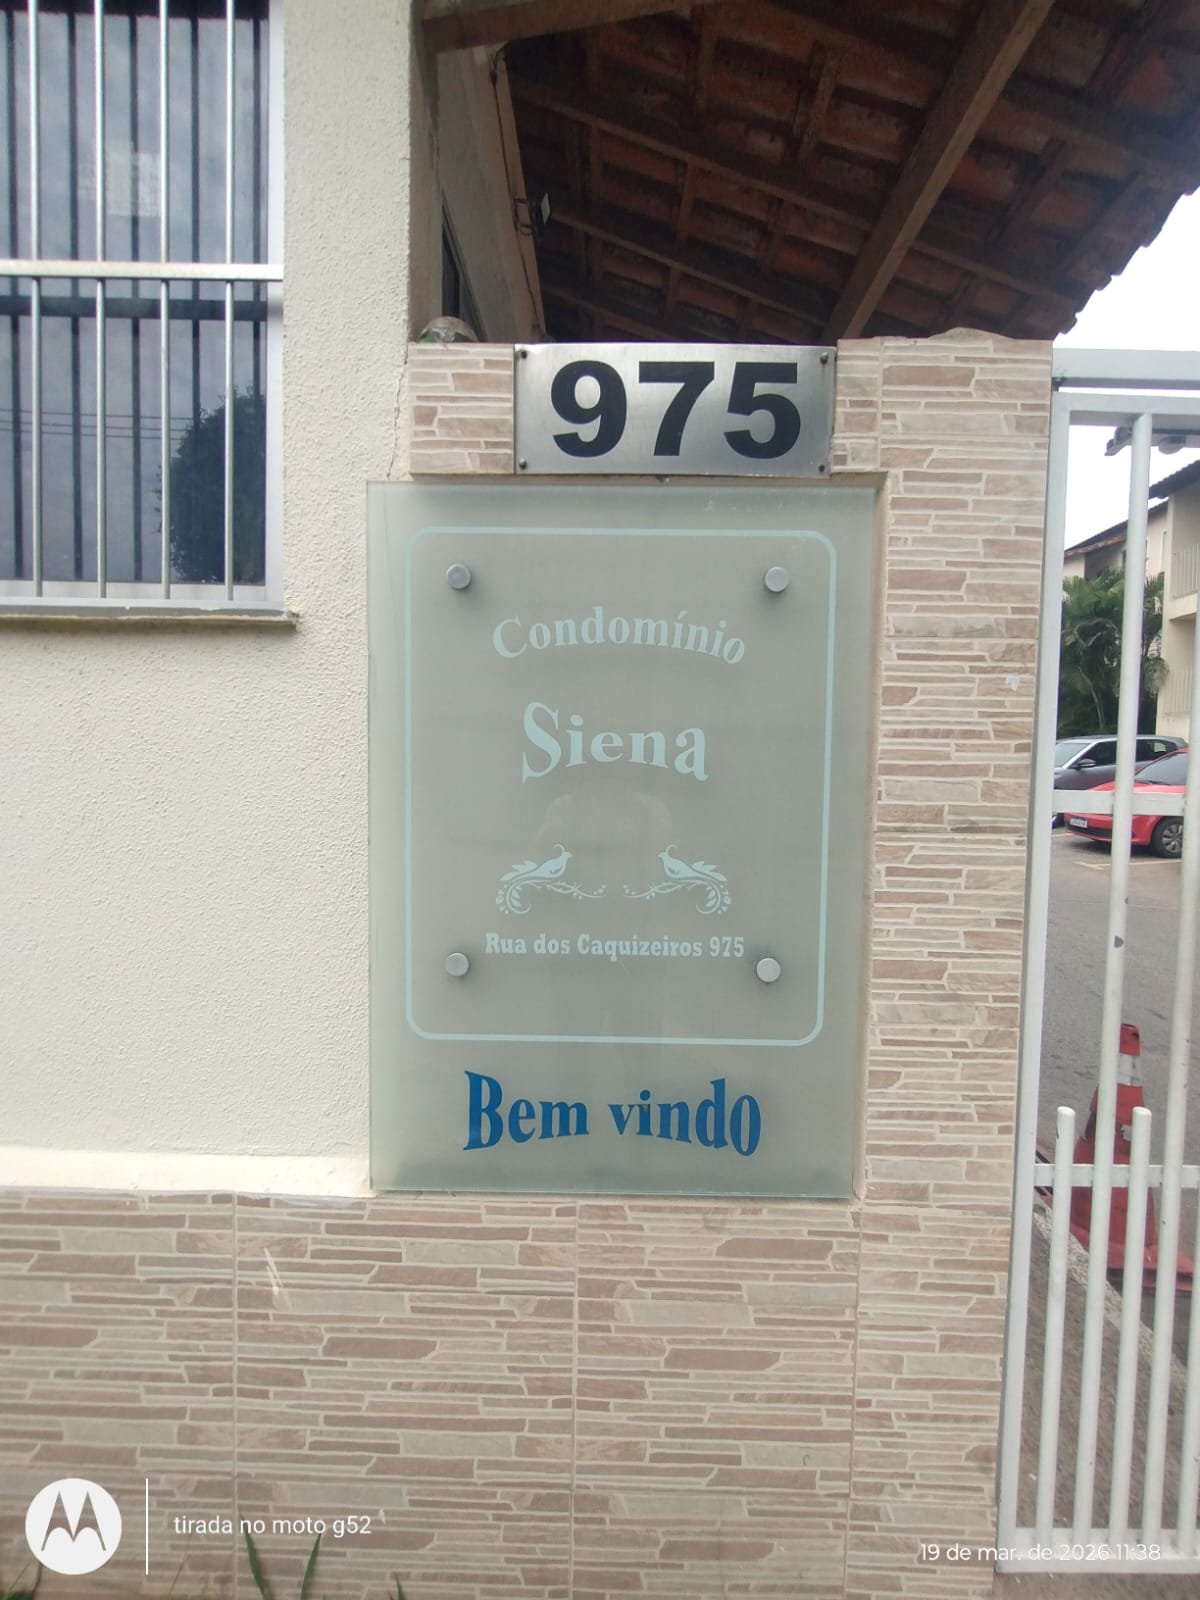 975
Condomínio
Siena
Rua dos Caquizeiros 975
Bem vindo
tirada no moto g52
19 de mar. de 2026 11:38